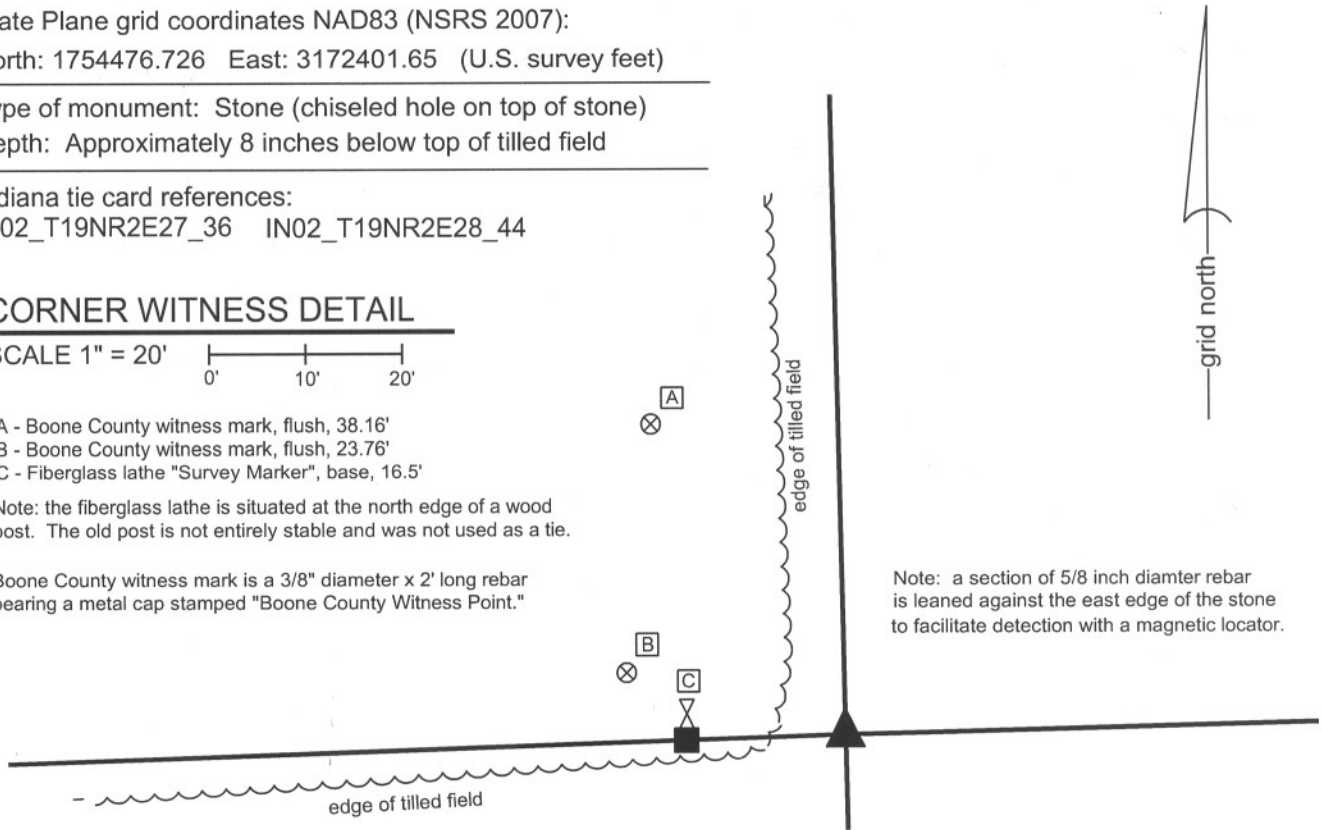 ate Plane grid coordinates NAD83 (NSRS 2007):
orth: 1754476.726 East: 3172401.65 (U.S. survey feet)
ype of monument: Stone (chiseled hole on top of stone)
epth: Approximately 8 inches below top of tilled field
diana tie card references:
02_T19NR2E27_36 IN02_T19NR2E28_44
CORNER WITNESS DETAIL
SCALE 1" = 20'
0' 10' 20'
A - Boone County witness mark, flush, 38.16'
B - Boone County witness mark, flush, 23.76'
C - Fiberglass lathe "Survey Marker", base, 16.5'
Note: the fiberglass lathe is situated at the north edge of a wood
post. The old post is not entirely stable and was not used as a tie.
Boone County witness mark is a 3/8" diameter x 2' long rebar
bearing a metal cap stamped "Boone County Witness Point."
A
B
C
edge of tilled field
edge of tilled field
grid north
Note: a section of 5/8 inch diamter rebar
is leaned against the east edge of the stone
to facilitate detection with a magnetic locator.